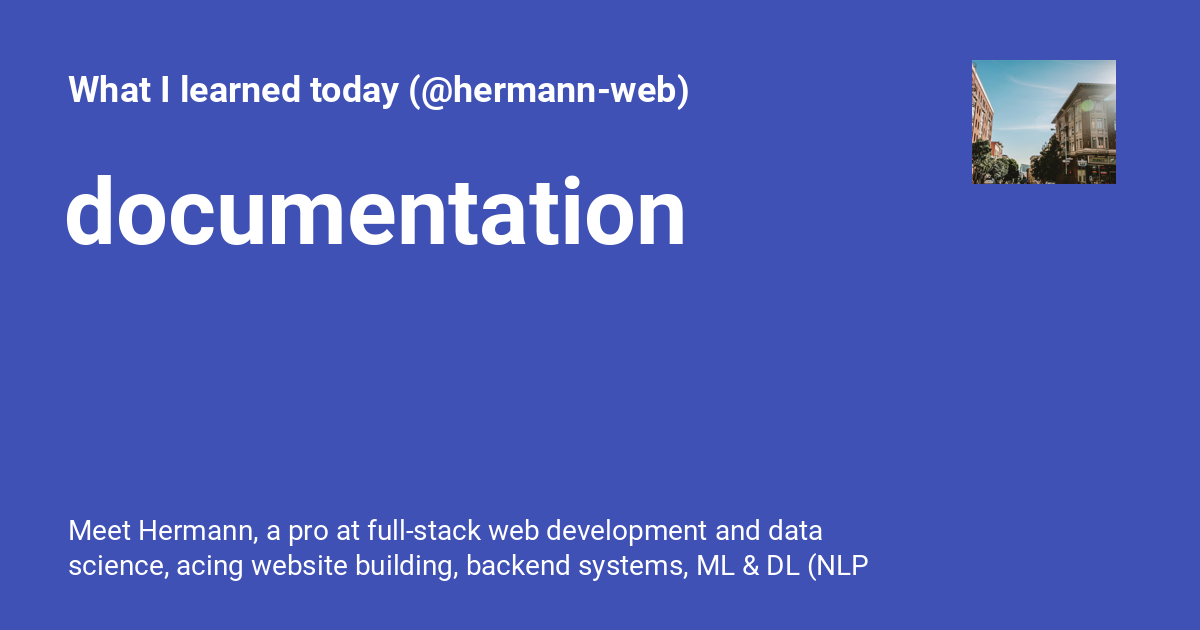 What I learned today (@hermann-web)
documentation
Meet Hermann, a pro at full-stack web development and data
science, acing website building, backend systems, ML & DL (NLP